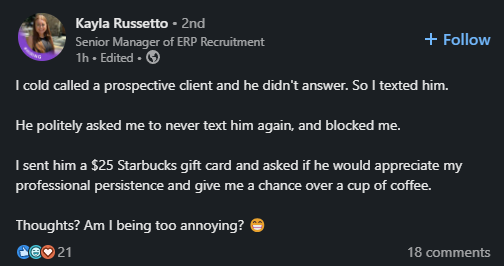 Kayla Russetto • 2nd
Senior Manager of ERP Recruitment
1h • Edited •
+ Follow
I cold called a prospective client and he didn't answer. So I texted him.
He politely asked me to never text him again, and blocked me.
I sent him a $25 Starbucks gift card and asked if he would appreciate my
professional persistence and give me a chance over a cup of coffee.
Thoughts? Am I being too annoying? 😁
21
18 comments